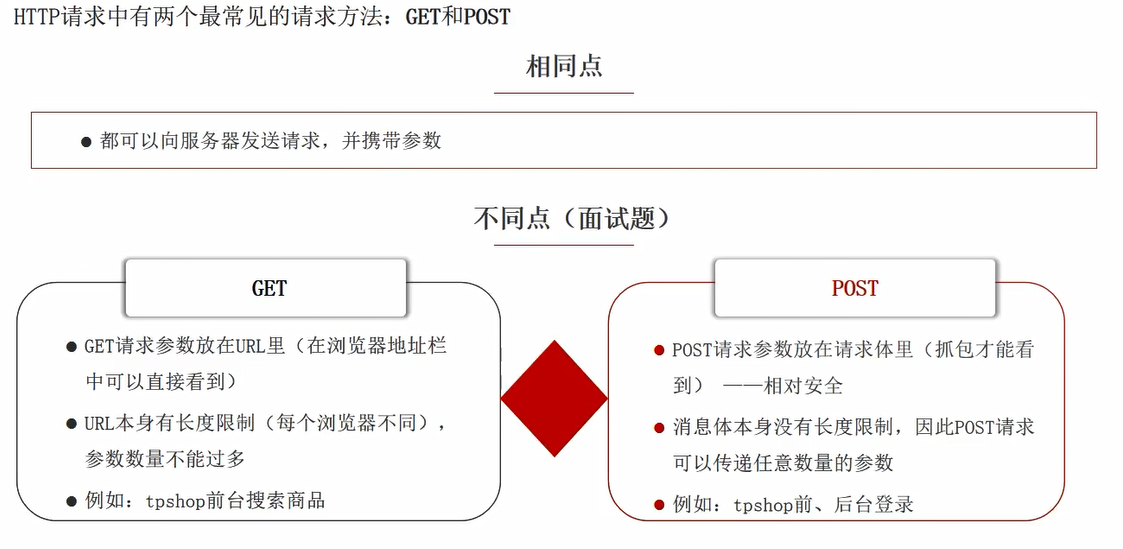 HTTP请求中有两个最常见的请求方法：GET和POST
相同点
● 都可以向服务器发送请求，并携带参数
不同点（面试题）
GET
● GET请求参数放在URL里（在浏览器地址栏
中可以直接看到）
● URL本身有长度限制（每个浏览器不同），
参数数量不能过多
● 例如：tpshop前台搜索商品
POST
● POST请求参数放在请求体里（抓包才能看
到） ——相对安全
● 消息体本身没有长度限制，因此POST请求
可以传递任意数量的参数
● 例如：tpshop前、后台登录